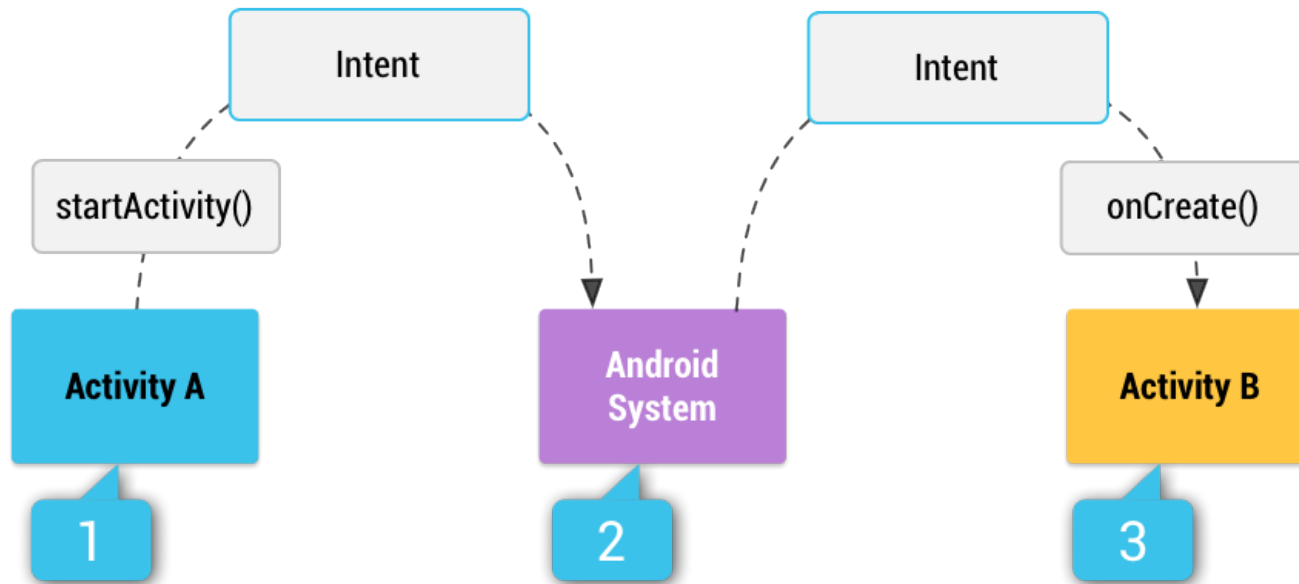 Intent
Intent
startActivity()
onCreate()
Activity A
Android
System
Activity B
1
2
3